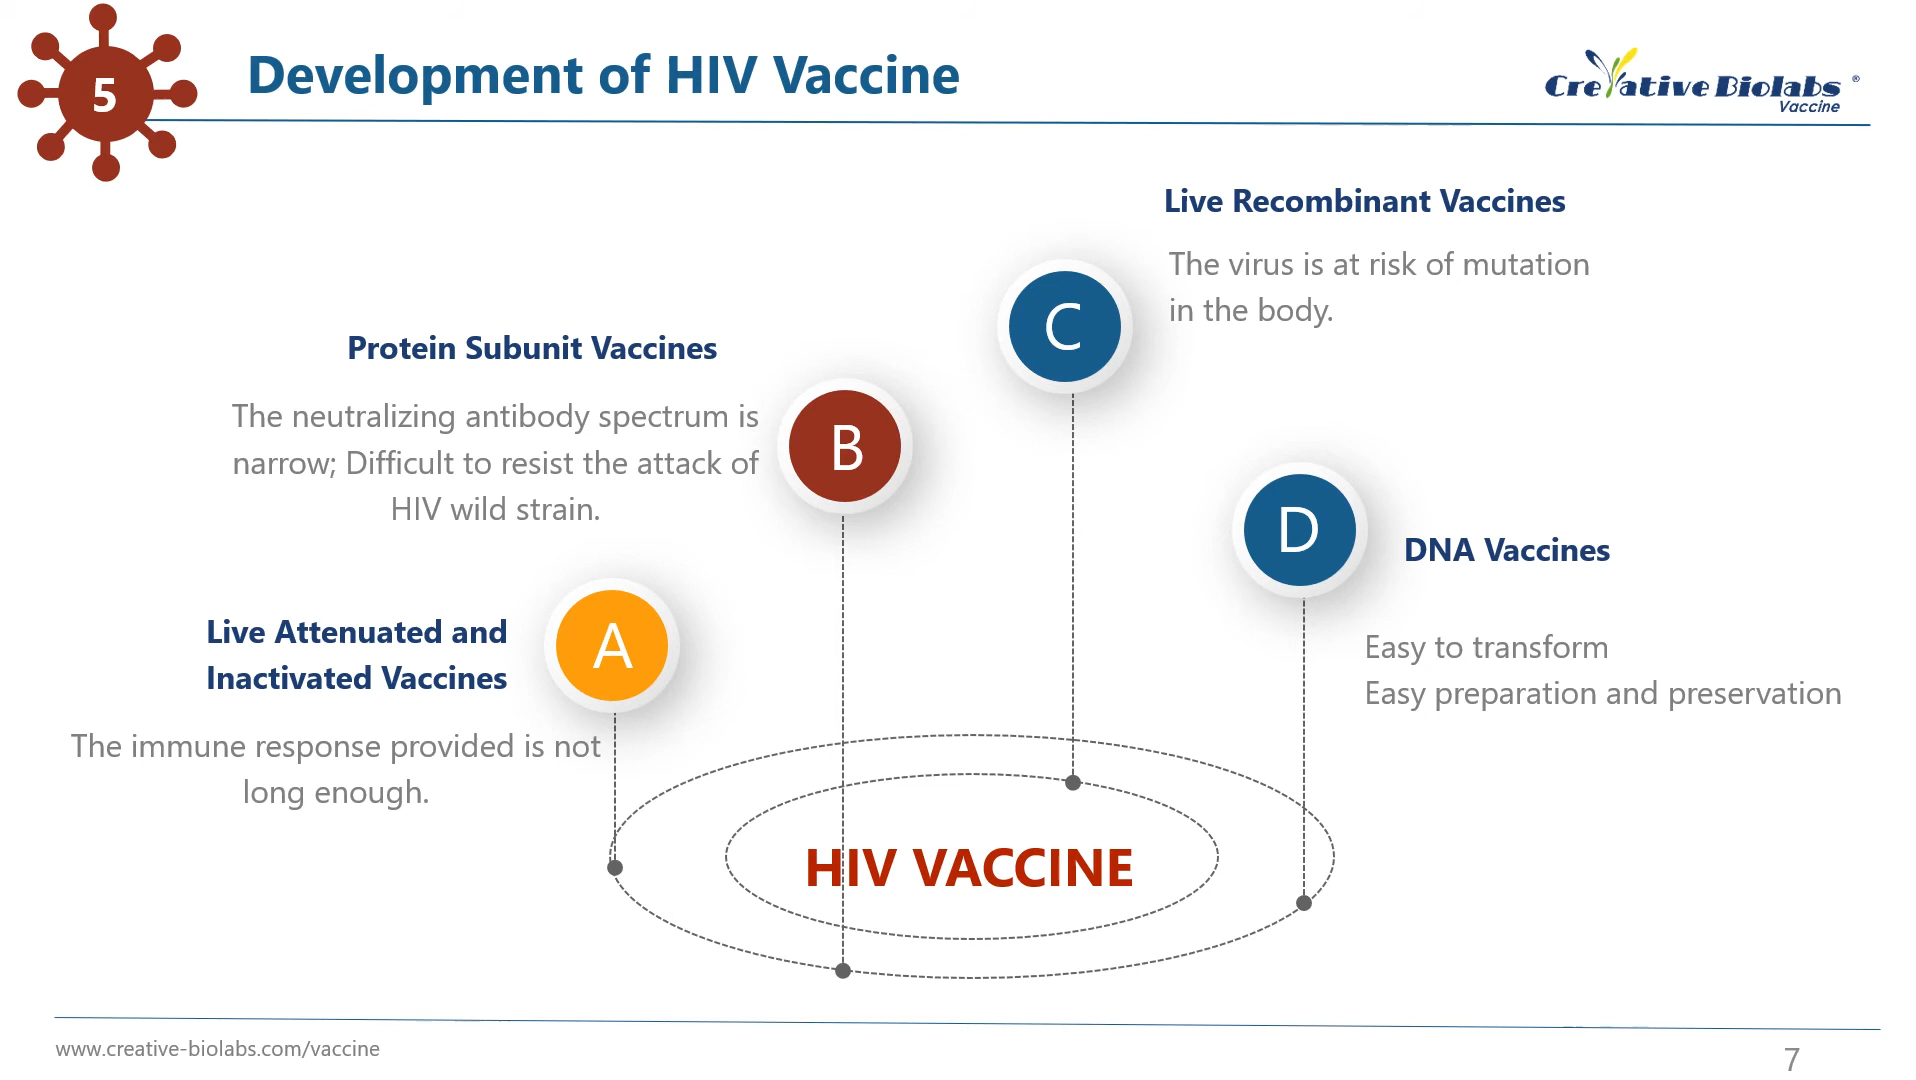 5
Development of HIV Vaccine
Creative Biolabs ®
Vaccine
Live Recombinant Vaccines
The virus is at risk of mutation
in the body.
C
Protein Subunit Vaccines
The neutralizing antibody spectrum is
narrow; Difficult to resist the attack of
HIV wild strain.
B
D
DNA Vaccines
Easy to transform
Easy preparation and preservation
A
Live Attenuated and
Inactivated Vaccines
The immune response provided is not
long enough.
HIV VACCINE
www.creative-biolabs.com/vaccine
7